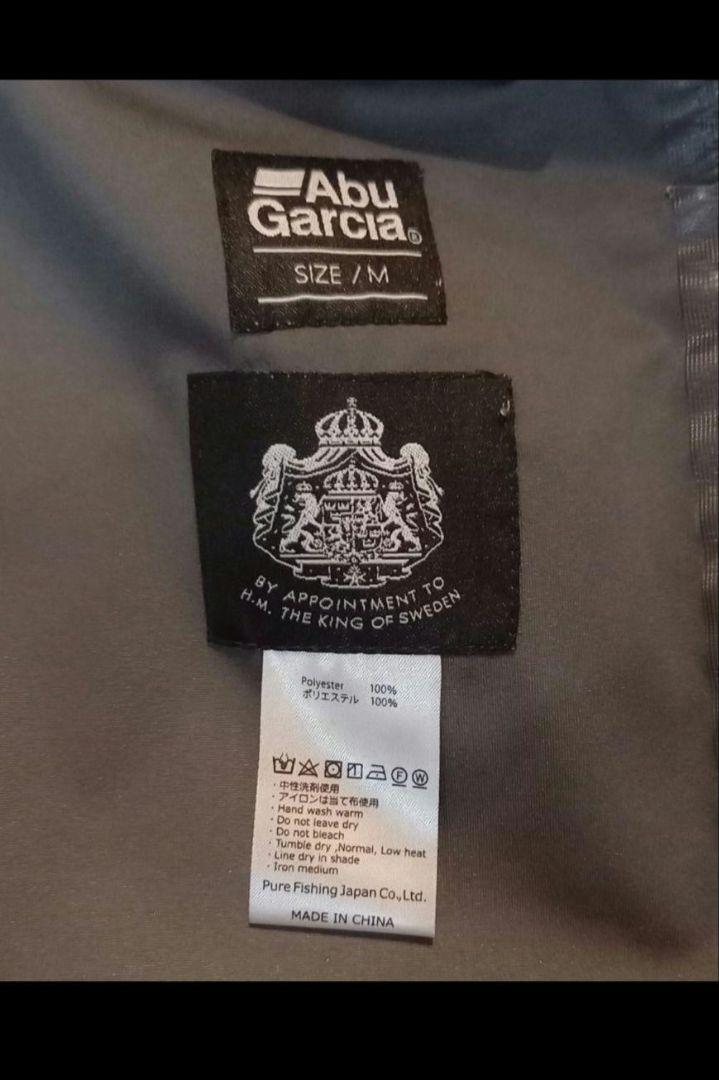 Abu
Garcia®
SIZE / M
BY APPOINTMENT TO
H.M. THE KING OF SWEDEN
Polyester 100%
ポリエステル 100%
F W
・中性洗剤使用
・アイロンは当て布使用
・Hand wash warm
・Do not leave dry
・Do not bleach
・Tumble dry ,Normal, Low heat
・Line dry in shade
・Iron medium
Pure Fishing Japan Co.,Ltd.
MADE IN CHINA